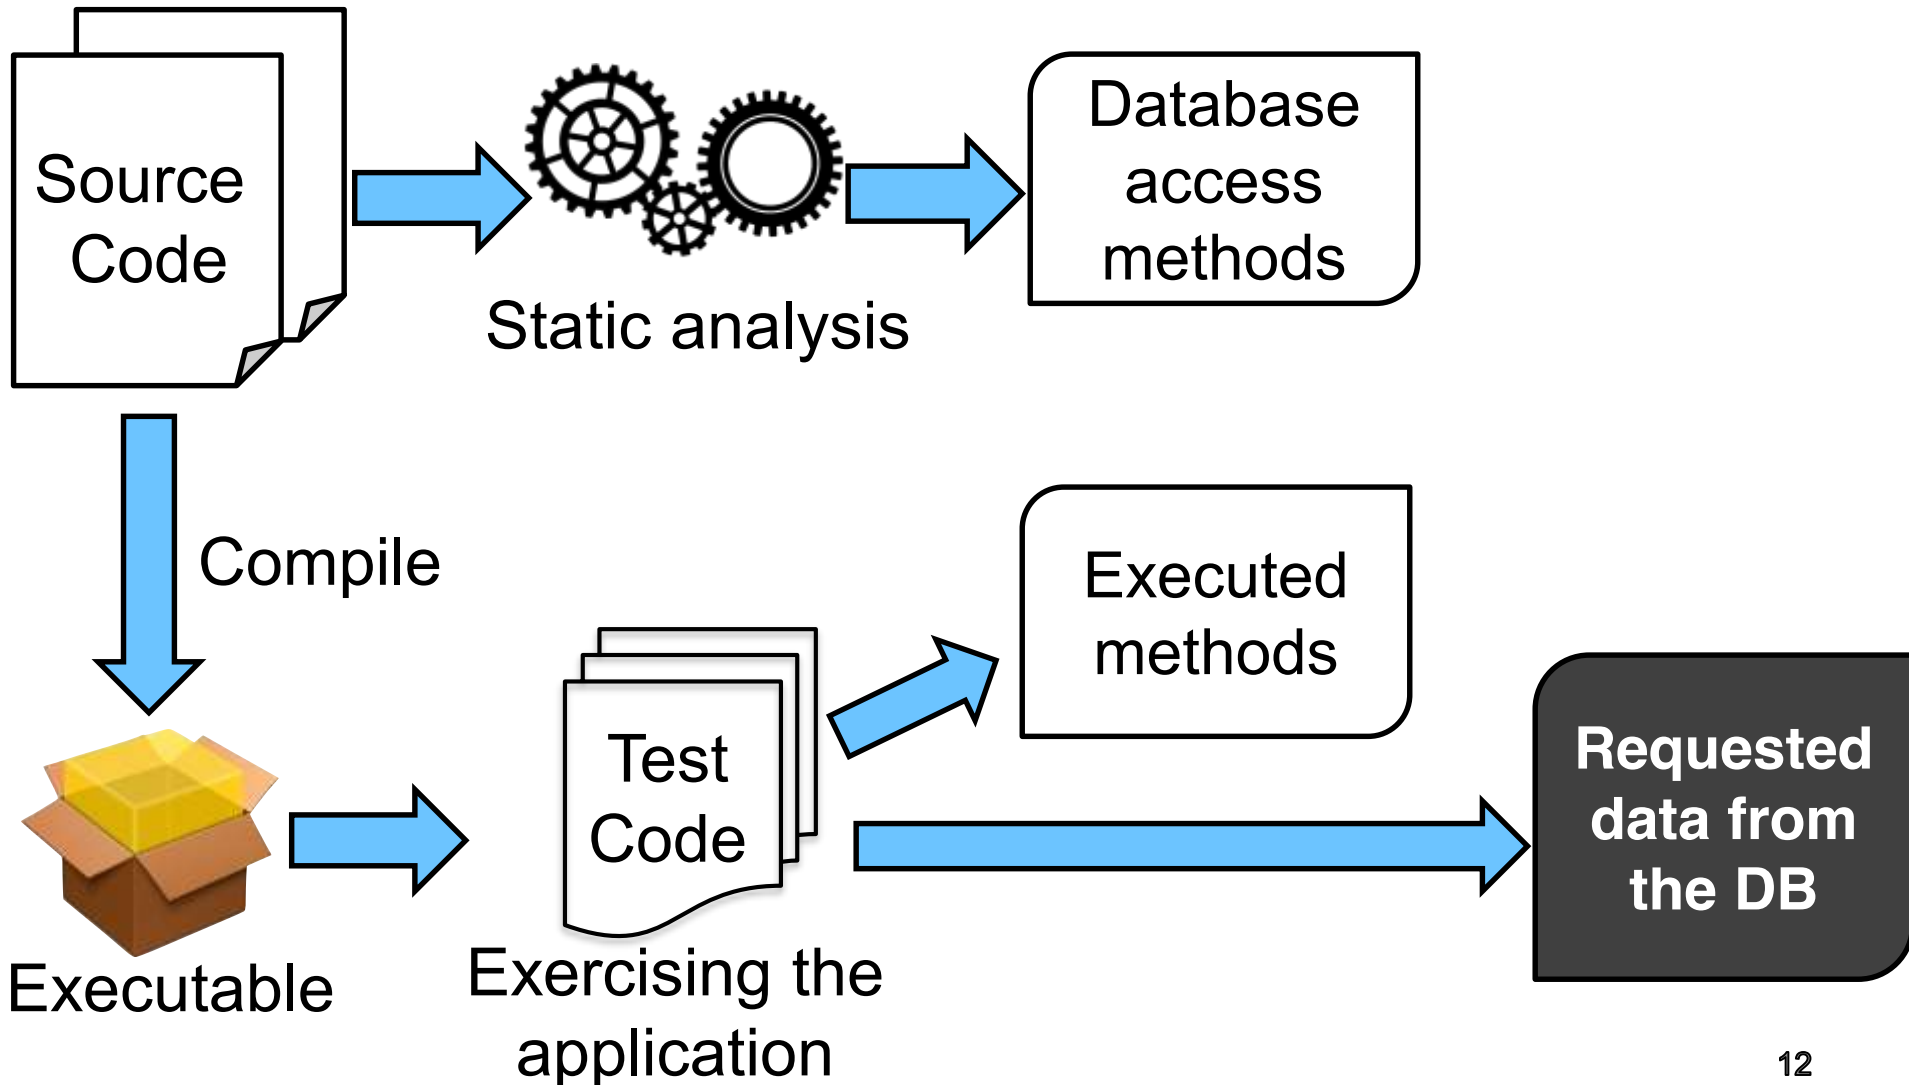 Source
Code
Static analysis
Database
access
methods
Compile
Executable
Test
Code
Exercising the
application
Executed
methods
Requested
data from
the DB
12